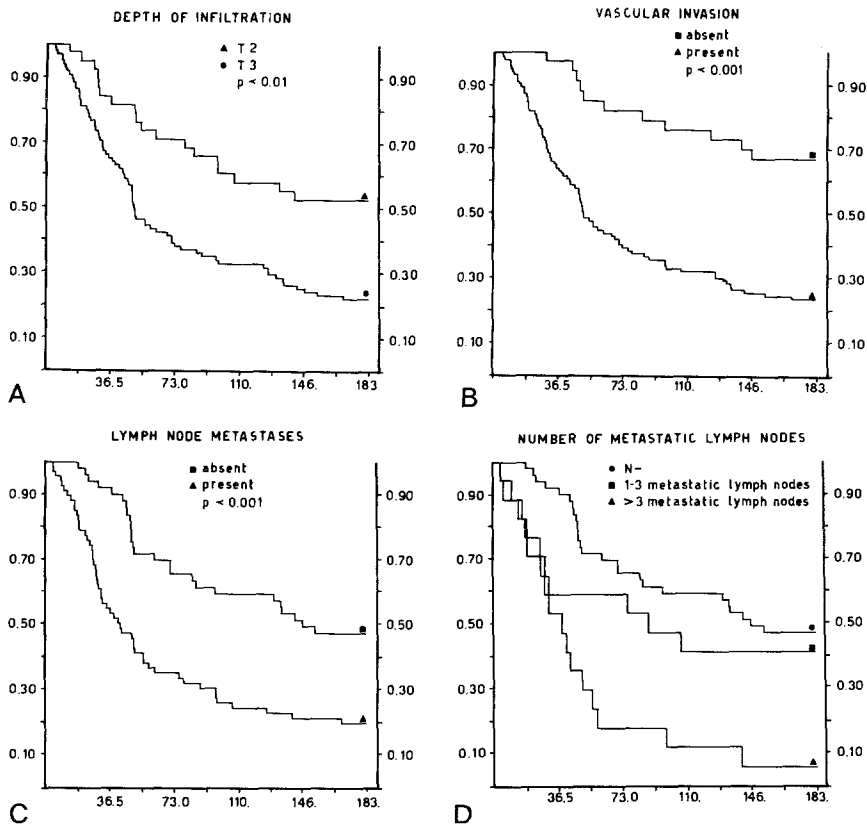 DEPTH OF INFILTRATION
▲ T2
● T3
p < 0.01
0.90
0.70
0.50
0.30
0.10
0.90
0.70
0.50
0.30
0.10
36.5 73.0 110. 146. 183.
A
VASCULAR INVASION
■ absent
▲ present
p < 0.001
0.90
0.70
0.50
0.30
0.10
0.90
0.70
0.50
0.30
0.10
36.5 73.0 110. 146. 183.
B
LYMPH NODE METASTASES
■ absent
▲ present
p < 0.001
0.90
0.70
0.50
0.30
0.10
0.90
0.70
0.50
0.30
0.10
36.5 73.0 110. 146. 183.
C
NUMBER OF METASTATIC LYMPH NODES
● N-
■ 1-3 metastatic lymph nodes
▲ >3 metastatic lymph nodes
0.90
0.70
0.50
0.30
0.10
0.90
0.70
0.50
0.30
0.10
36.5 73.0 110. 146. 183.
D